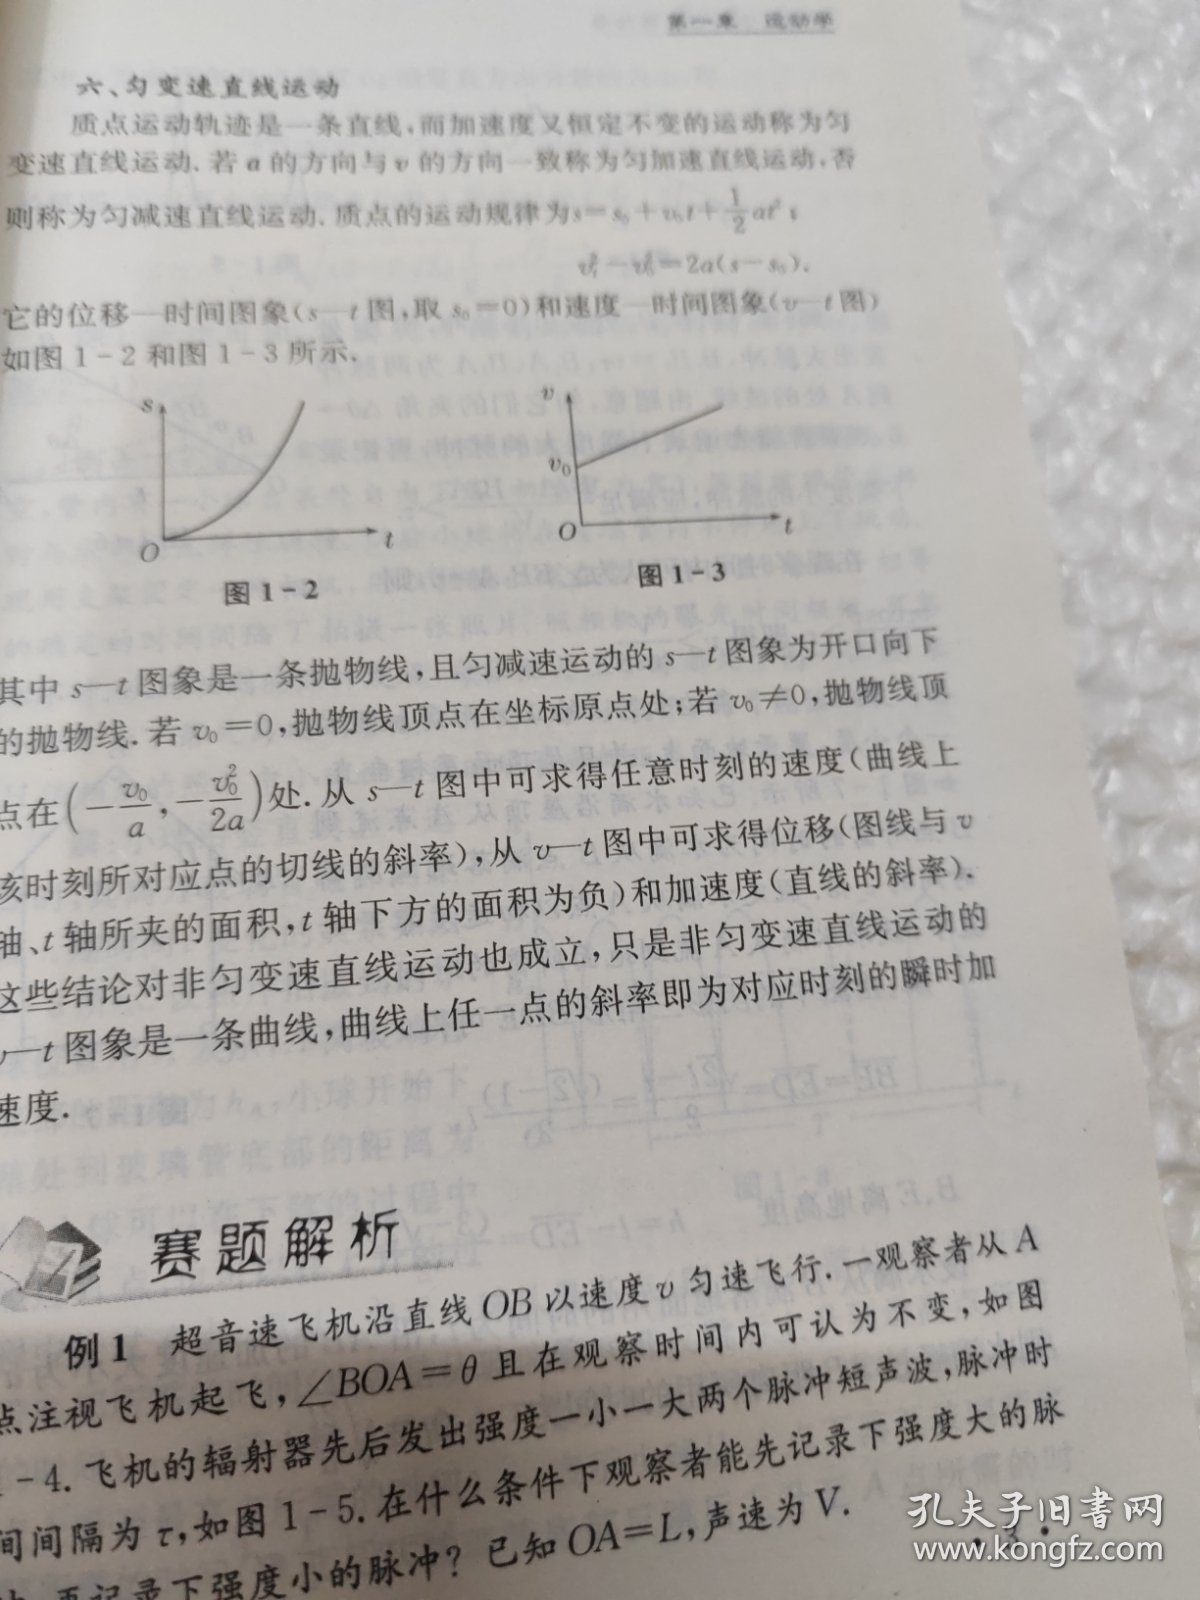 第一章 运动学
六、匀变速直线运动
质点运动轨迹是一条直线,而加速度又恒定不变的运动称为匀
变速直线运动.若 a 的方向与 v 的方向一致称为匀加速直线运动,否
则称为匀减速直线运动.质点的运动规律为s=s₀+v₀t+1/2at²;
vₜ²-v₀²=2a(s-s₀).
它的位移—时间图象(s—t 图,取 s₀=0)和速度—时间图象(v—t图)
如图 1-2 和图 1-3 所示.
s
O
t
图 1-2
v
v₀
O
t
图 1-3
其中 s—t 图象是一条抛物线,且匀减速运动的 s—t 图象为开口向下
的抛物线.若 v₀=0,抛物线顶点在坐标原点处;若 v₀≠0,抛物线顶
点在(-v₀/a,-v₀²/2a)处.从 s—t 图中可求得任意时刻的速度(曲线上
该时刻所对应点的切线的斜率),从 v—t 图中可求得位移(图线与 v
轴、t 轴所夹的面积,t 轴下方的面积为负)和加速度(直线的斜率).
这些结论对非匀变速直线运动也成立,只是非匀变速直线运动的
v—t 图象是一条曲线,曲线上任一点的斜率即为对应时刻的瞬时加
速度.
赛题解析
例1 超音速飞机沿直线 OB 以速度 v 匀速飞行.一观察者从 A
点注视飞机起飞,∠BOA=θ 且在观察时间内可认为不变,如图
1-4.飞机的辐射器先后发出强度一小一大两个脉冲短声波,脉冲时
间间隔为 τ,如图 1-5.在什么条件下观察者能先记录下强度大的脉
再记录下强度小的脉冲?已知 OA=L,声速为 V.
· 3 ·
孔夫子旧书网
www.kongfz.com